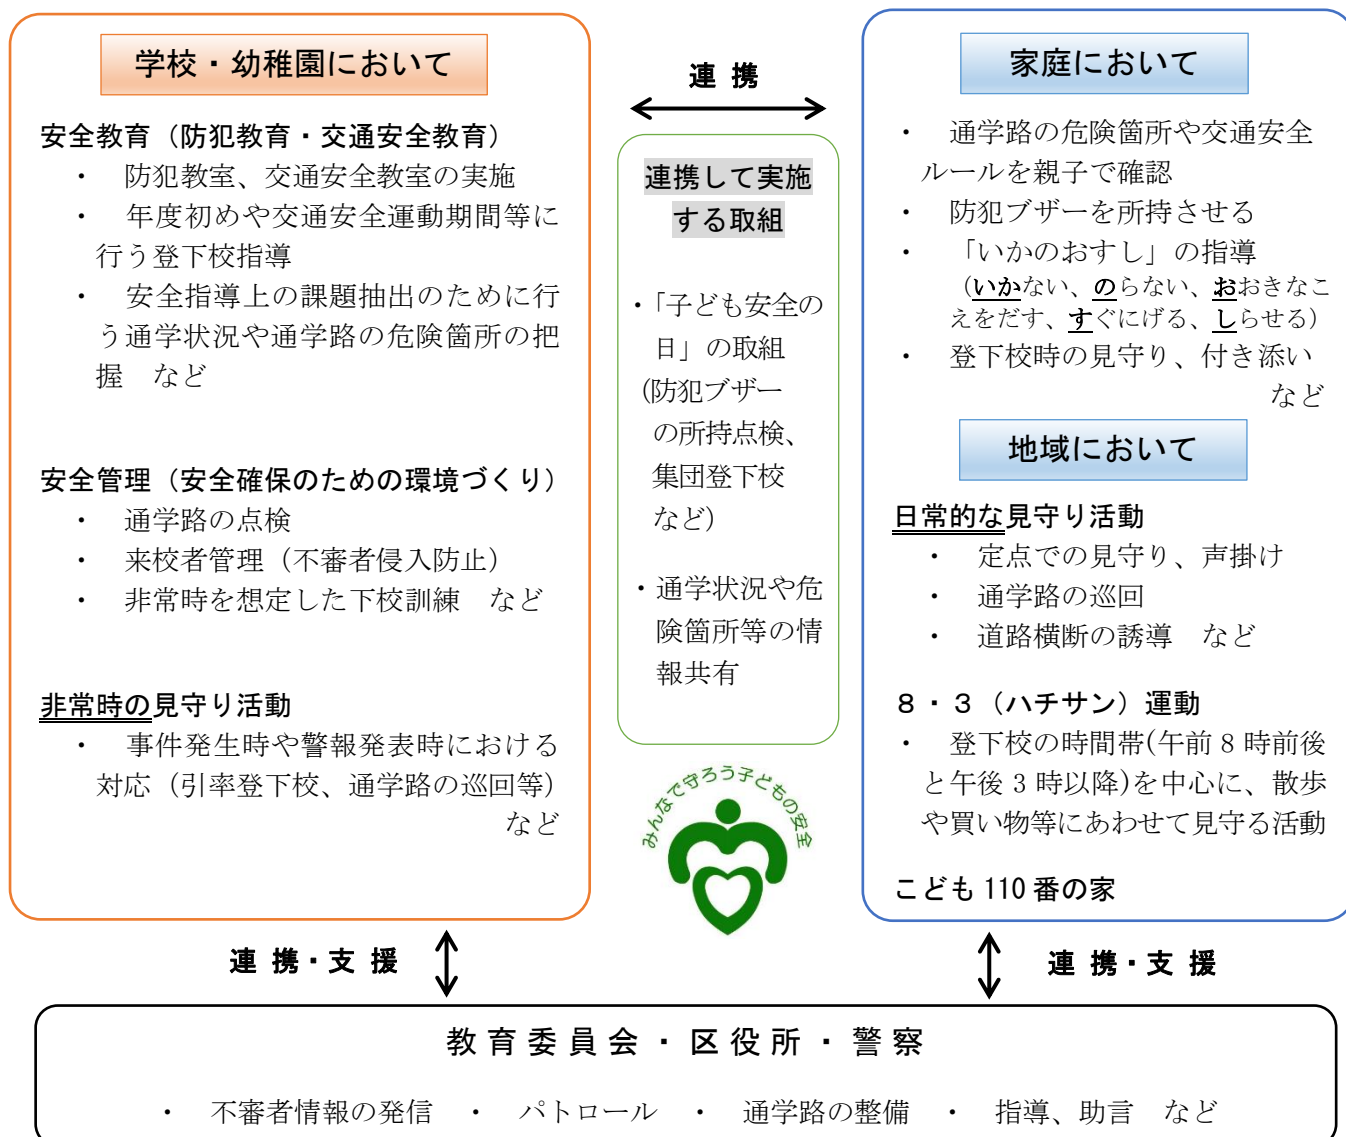 学校・幼稚園において
安全教育（防犯教育・交通安全教育）
・　防犯教室、交通安全教室の実施
・　年度初めや交通安全運動期間等に
行う登下校指導
・　安全指導上の課題抽出のために行
う通学状況や通学路の危険箇所の把
握　など
安全管理（安全確保のための環境づくり）
・　通学路の点検
・　来校者管理（不審者侵入防止）
・　非常時を想定した下校訓練　など
非常時の見守り活動
・　事件発生時や警報発表時における
対応（引率登下校、通学路の巡回等）
など
連 携
連携して実施
する取組
・「子ども安全の
日」の取組
(防犯ブザー
の所持点検、
集団登下校
など)
・通学状況や危
険箇所等の情
報共有
みんなで守ろう子どもの安全
家庭において
・　通学路の危険箇所や交通安全
ルールを親子で確認
・　防犯ブザーを所持させる
・　「いかのおすし」の指導
（いかない、のらない、おおきなこ
えをだす、すぐにげる、しらせる）
・　登下校時の見守り、付き添い
など
地域において
日常的な見守り活動
・　定点での見守り、声掛け
・　通学路の巡回
・　道路横断の誘導　など
８・３（ハチサン）運動
・　登下校の時間帯(午前 8 時前後
と午後 3 時以降)を中心に、散歩
や買い物等にあわせて見守る活動
こども 110 番の家
連 携・支 援
連 携・支 援
教育委員会・区役所・警察
・　不審者情報の発信　・　パトロール　・　通学路の整備　・　指導、助言　など